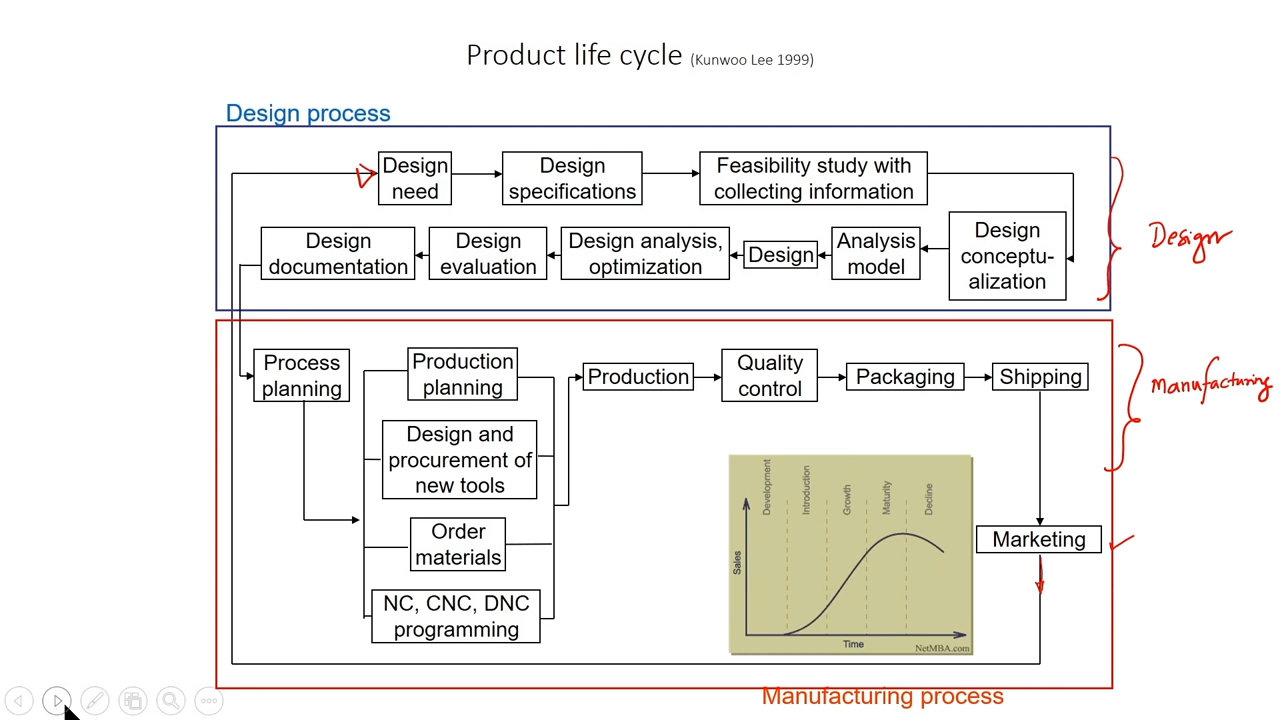 Product life cycle (Kunwoo Lee 1999)
Design process
Design
need
Design
specifications
Feasibility study with
collecting information
Design
conceptu-
alization
Analysis
model
Design
Design analysis,
optimization
Design
evaluation
Design
documentation
Design
Process
planning
Production
planning
Design and
procurement of
new tools
Order
materials
NC, CNC, DNC
programming
Production
Quality
control
Packaging
Shipping
Manufacturing
Marketing
Development
Introduction
Growth
Maturity
Decline
Sales
Time
NetMBA.com
Manufacturing process